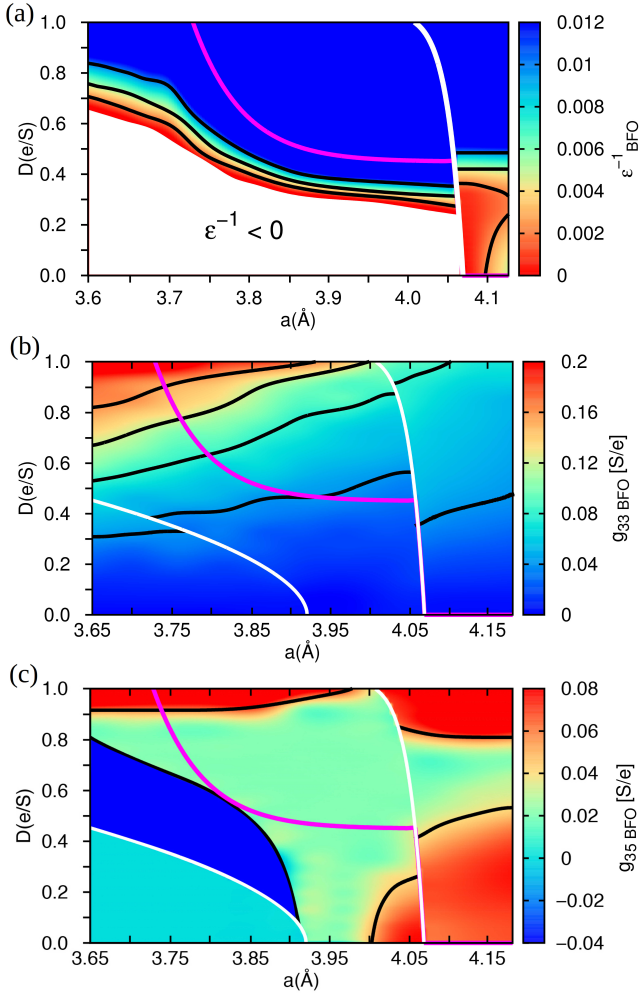 (a)
1.0
0.8
0.6
0.4
0.2
0.0
D(e/S)
ε⁻¹ < 0
3.6 3.7 3.8 3.9 4.0 4.1
a(Å)
0.012
0.01
0.008
0.006
0.004
0.002
0
ε⁻¹ BFO
(b)
1.0
0.8
0.6
0.4
0.2
0.0
D(e/S)
3.65 3.75 3.85 3.95 4.05 4.15
a(Å)
0.2
0.16
0.12
0.08
0.04
0
g33 BFO [S/e]
(c)
1.0
0.8
0.6
0.4
0.2
0.0
D(e/S)
3.65 3.75 3.85 3.95 4.05 4.15
a(Å)
0.08
0.06
0.04
0.02
0
−0.02
−0.04
g35 BFO [S/e]